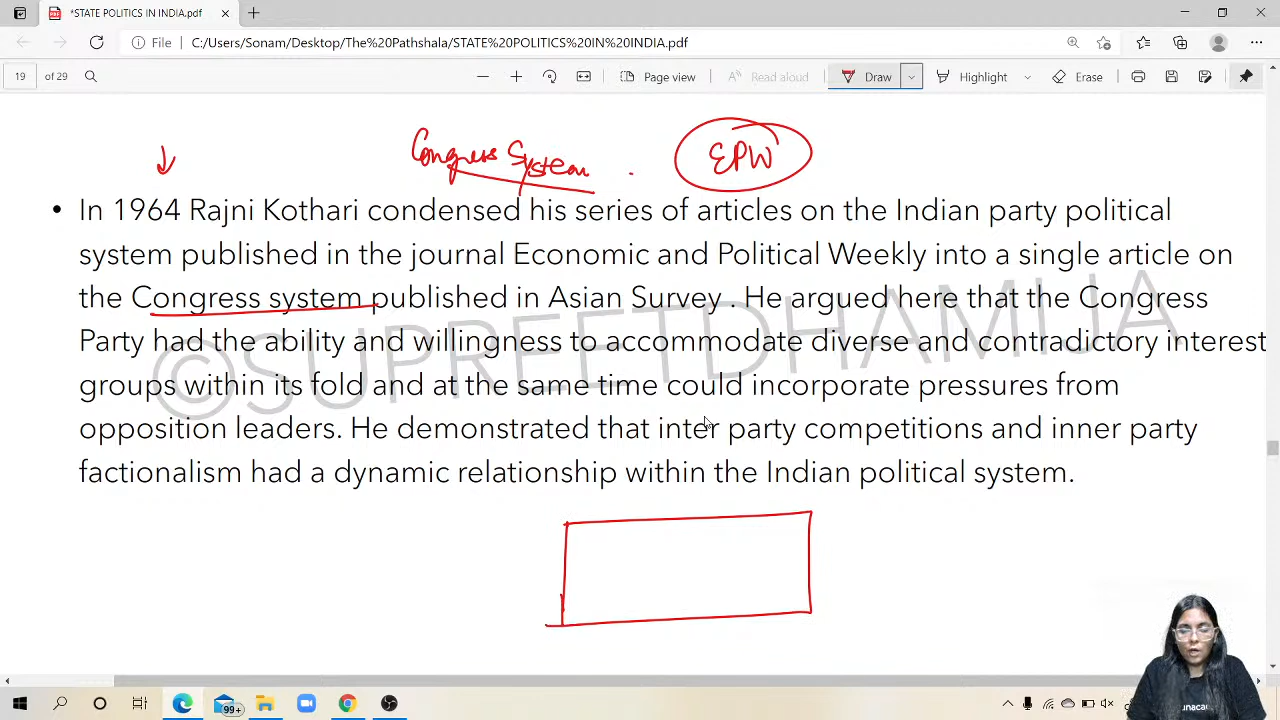 *STATE POLITICS IN INDIA.pdf
File C:/Users/Sonam/Desktop/The%20Pathshala/STATE%20POLITICS%20IN%20INDIA.pdf
19 of 29 Page view Read aloud Draw Highlight Erase
Congress System . EPW
• In 1964 Rajni Kothari condensed his series of articles on the Indian party political
system published in the journal Economic and Political Weekly into a single article on
the Congress system published in Asian Survey . He argued here that the Congress
Party had the ability and willingness to accommodate diverse and contradictory interest
groups within its fold and at the same time could incorporate pressures from
opposition leaders. He demonstrated that inter party competitions and inner party
factionalism had a dynamic relationship within the Indian political system.
©SUPREETDHAMIJA
99+